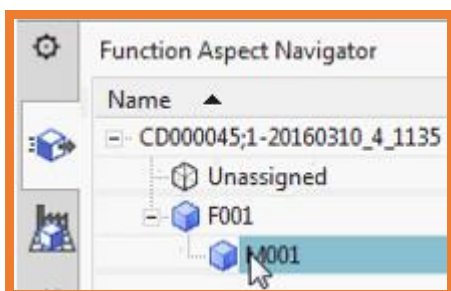 Function Aspect Navigator
Name
CD000045;1-20160310_4_1135
Unassigned
F001
M001